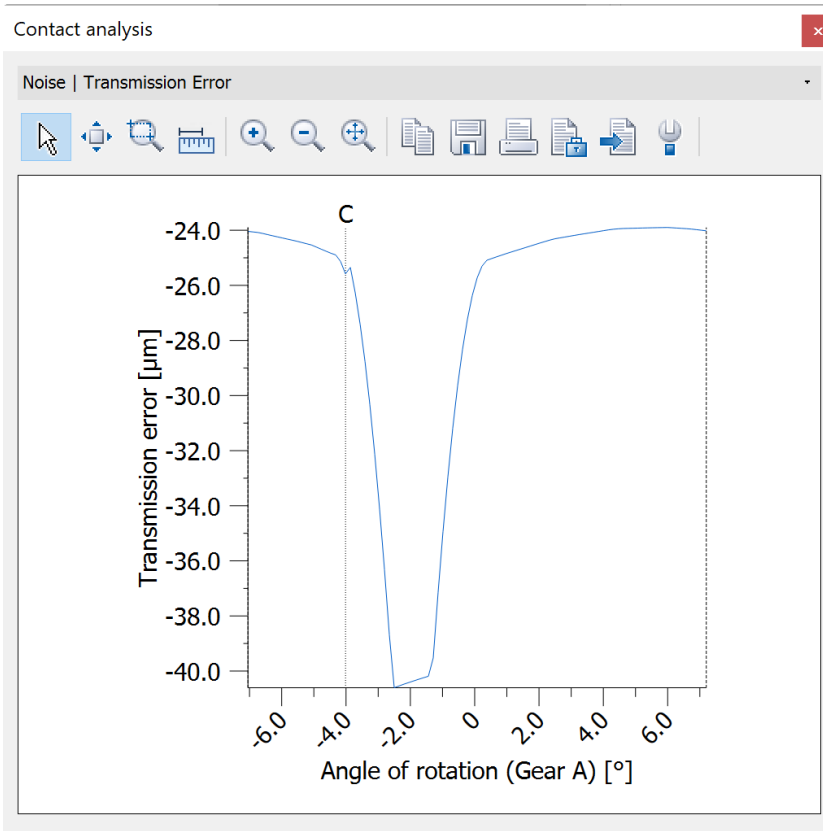 Contact analysis
Noise | Transmission Error
C
-24.0
-26.0
-28.0
-30.0
-32.0
-34.0
-36.0
-38.0
-40.0
Transmission error [µm]
-6.0 -4.0 -2.0 0 2.0 4.0 6.0
Angle of rotation (Gear A) [°]